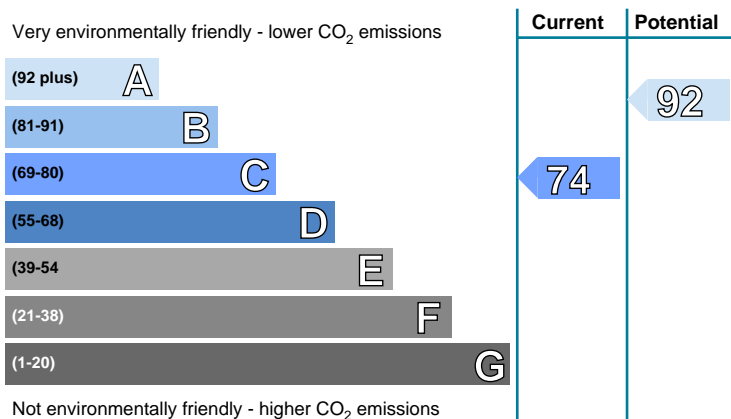 Very environmentally friendly - lower CO2 emissions
Current
Potential
(92 plus) A
92
(81-91) B
(69-80) C
74
(55-68) D
(39-54 E
(21-38) F
(1-20) G
Not environmentally friendly - higher CO2 emissions